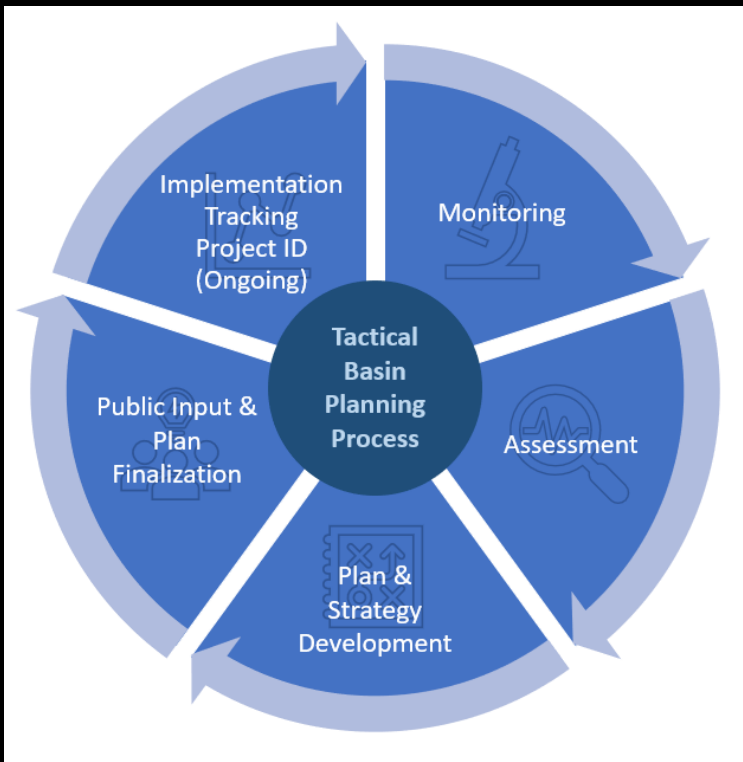 Implementation
Tracking
Project ID
(Ongoing)
Monitoring
Tactical
Basin
Planning
Process
Public Input &
Plan
Finalization
Assessment
Plan &
Strategy
Development